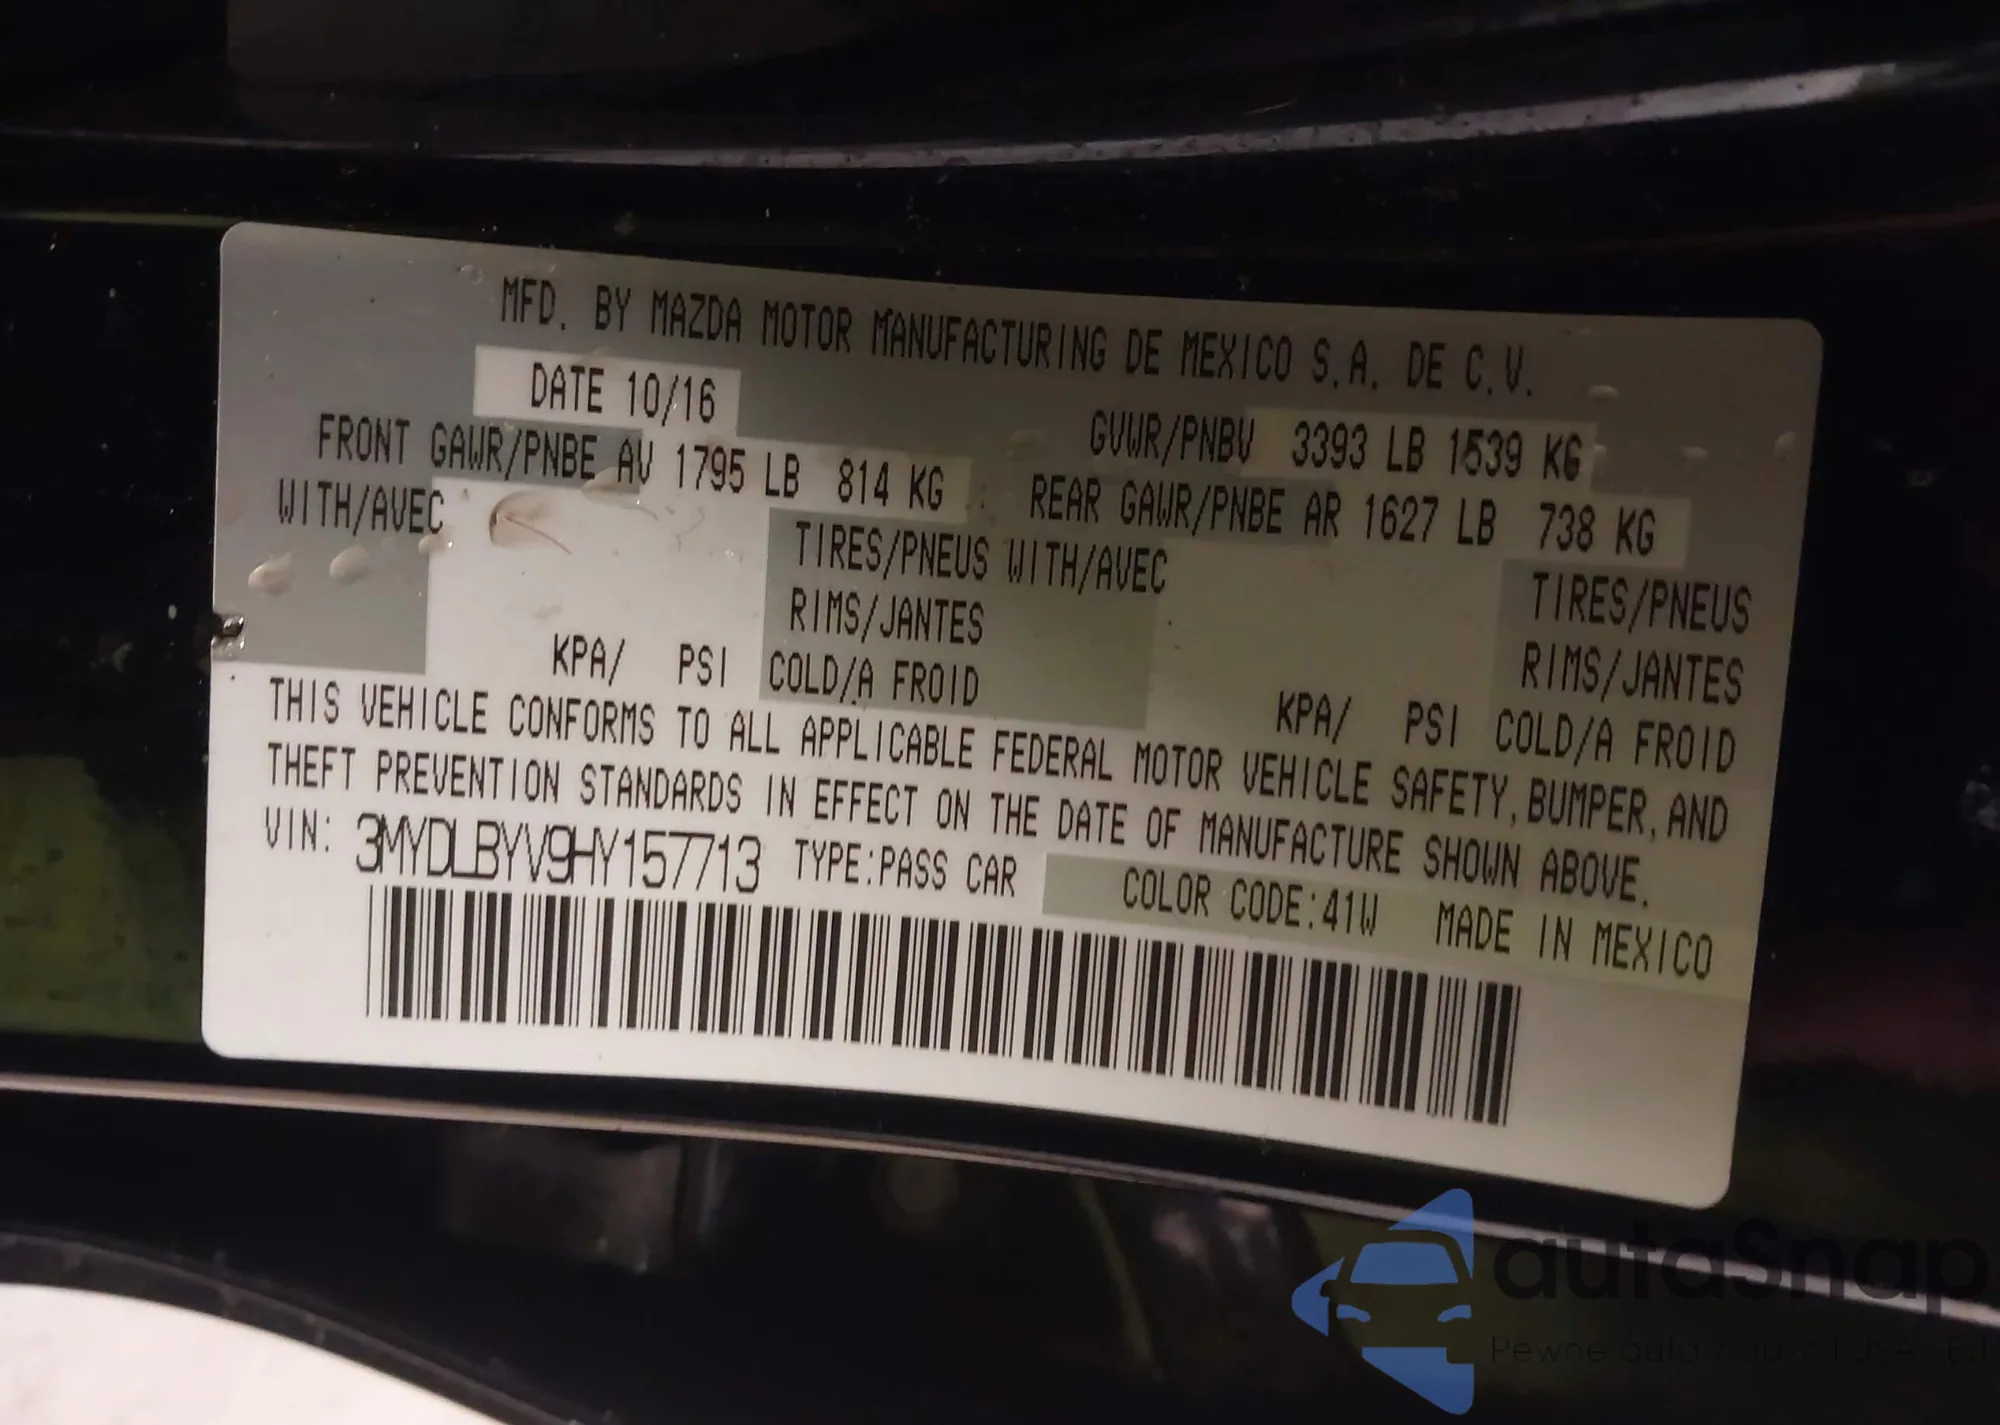 MFD. BY MAZDA MOTOR MANUFACTURING DE MEXICO S.A. DE C.V.
DATE 10/16
GVWR/PNBV 3393 LB 1539 KG
FRONT GAWR/PNBE AV 1795 LB 814 KG
REAR GAWR/PNBE AR 1627 LB 738 KG
WITH/AVEC
TIRES/PNEUS WITH/AVEC
TIRES/PNEUS
RIMS/JANTES
RIMS/JANTES
KPA/ PSI COLD/A FROID
KPA/ PSI COLD/A FROID
THIS VEHICLE CONFORMS TO ALL APPLICABLE FEDERAL MOTOR VEHICLE SAFETY, BUMPER, AND
THEFT PREVENTION STANDARDS IN EFFECT ON THE DATE OF MANUFACTURE SHOWN ABOVE.
VIN: 3MYDLBYV9HY157713 TYPE:PASS CAR
COLOR CODE:41W MADE IN MEXICO
autaSnap
Pewne auta z